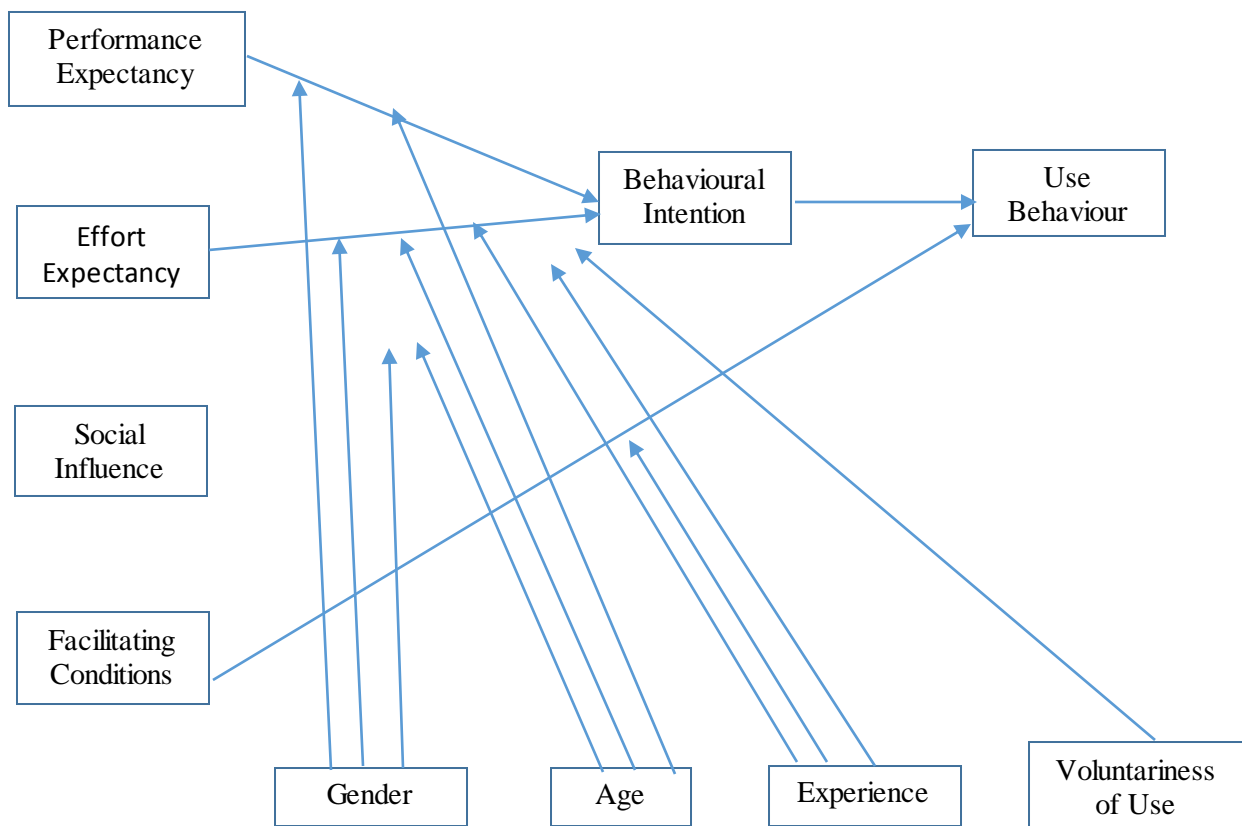 Performance
Expectancy
Behavioural
Intention
Use
Behaviour
Effort
Expectancy
Social
Influence
Facilitating
Conditions
Gender
Age
Experience
Voluntariness
of Use